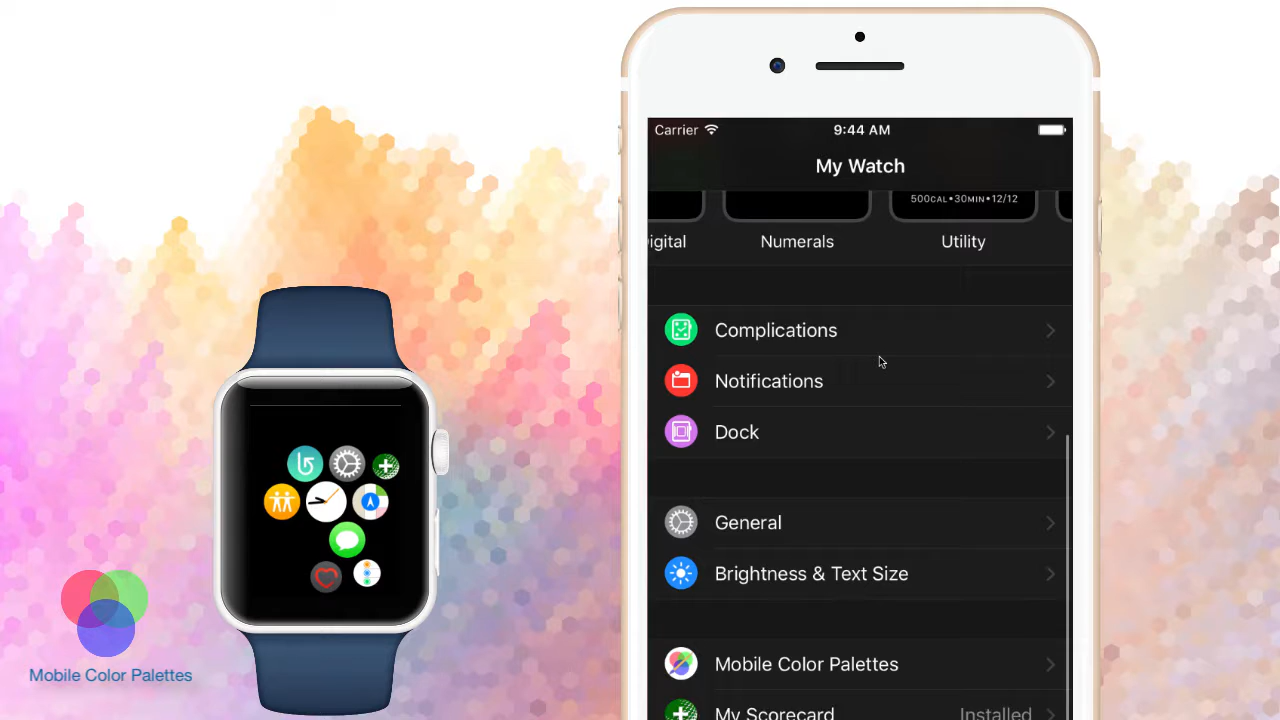 Carrier
9:44 AM
My Watch
500CAL•30MIN•12/12
igital
Numerals
Utility
Complications
Notifications
Dock
General
Brightness & Text Size
Mobile Color Palettes
My Scorecard
Installed
Mobile Color Palettes